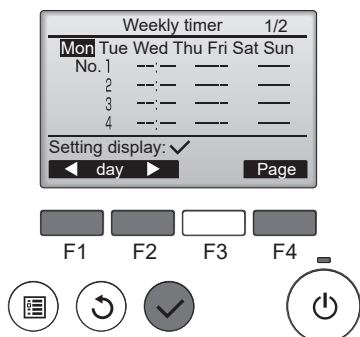 Weekly timer 1/2
Mon Tue Wed Thu Fri Sat Sun
No. 1 --:--
2 --:--
3 --:--
4 --:--
Setting display: ✓
◀ day ▶ Page
F1 F2 F3 F4